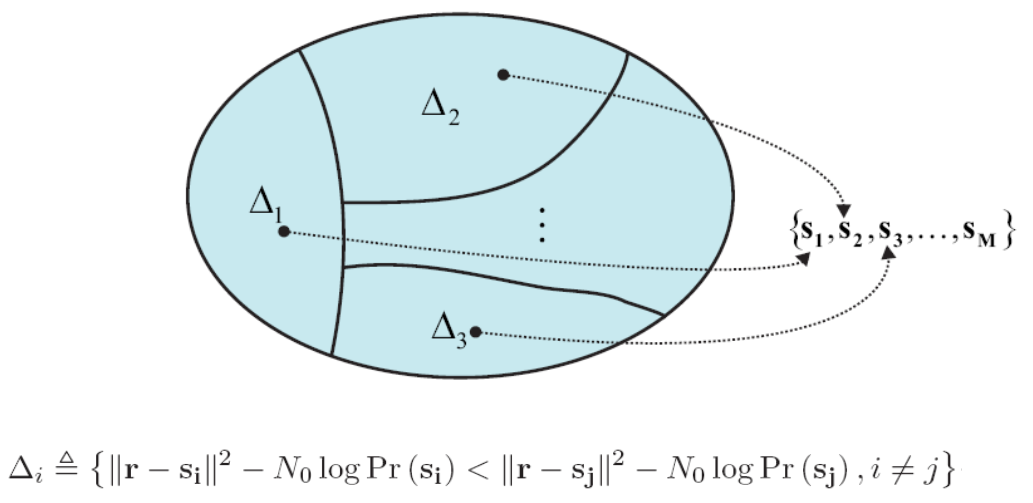 Δ₂
Δ₁
⋮
{s₁, s₂, s₃, ..., s_M}
Δ₃
Δᵢ ≜ {‖r − sᵢ‖² − N₀ log Pr (sᵢ) < ‖r − sⱼ‖² − N₀ log Pr (sⱼ) , i ≠ j}